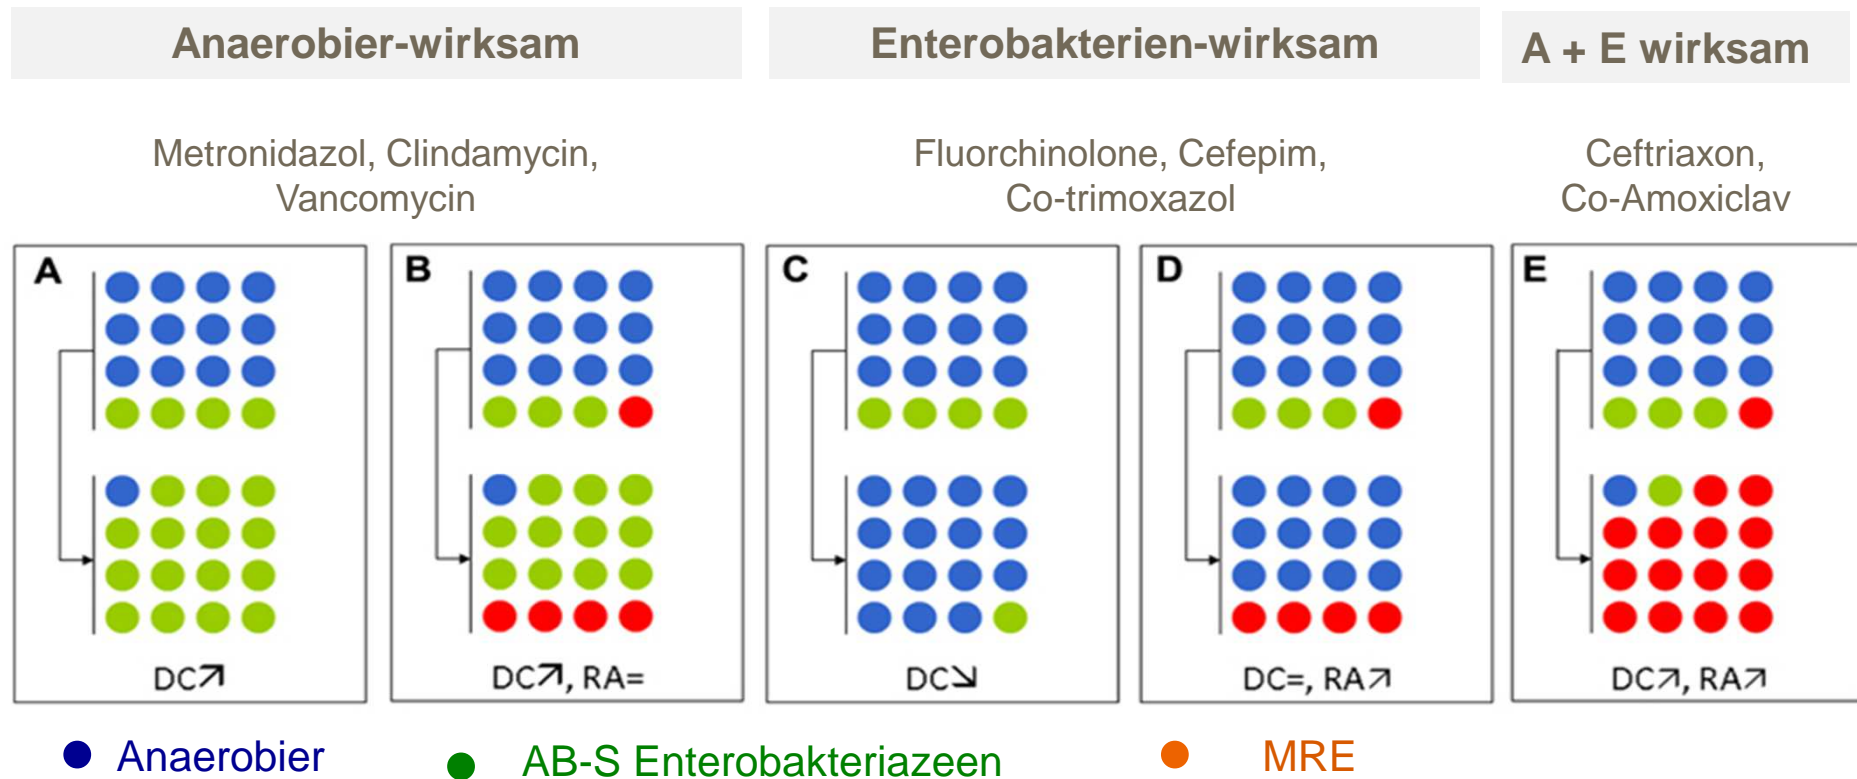 Anaerobier-wirksam
Enterobakterien-wirksam
A + E wirksam
Metronidazol, Clindamycin,
Vancomycin
Fluorchinolone, Cefepim,
Co-trimoxazol
Ceftriaxon,
Co-Amoxiclav
A
B
C
D
E
DC↗
DC↗, RA=
DC↘
DC=, RA↗
DC↗, RA↗
Anaerobier
AB-S Enterobakteriazeen
MRE